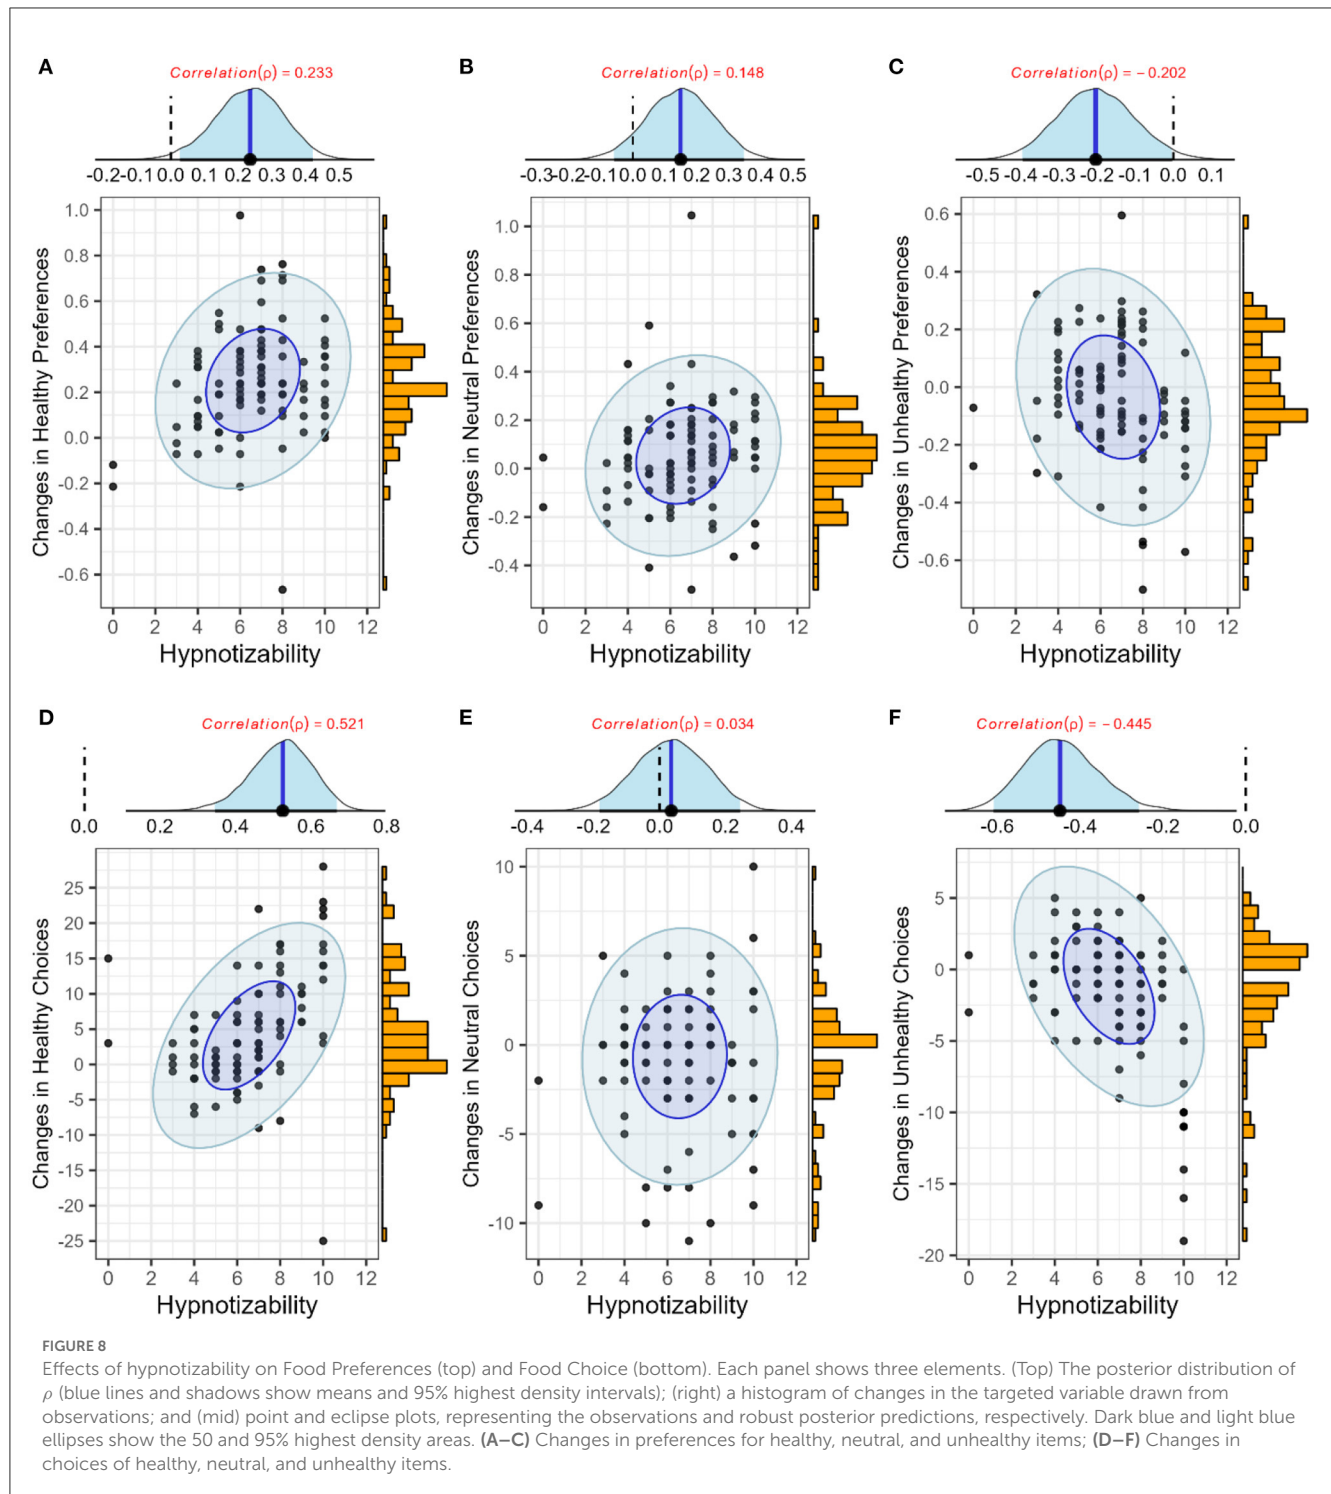 A
Correlation(ρ) = 0.233
-0.2-0.1 0.0 0.1 0.2 0.3 0.4 0.5
Changes in Healthy Preferences
1.0
0.8
0.6
0.4
0.2
0.0
-0.2
-0.4
-0.6
0 2 4 6 8 10 12
Hypnotizability
B
Correlation(ρ) = 0.148
-0.3-0.2-0.1 0.0 0.1 0.2 0.3 0.4 0.5
Changes in Neutral Preferences
1.0
0.8
0.6
0.4
0.2
0.0
-0.2
-0.4
0 2 4 6 8 10 12
Hypnotizability
C
Correlation(ρ) = −0.202
-0.5 -0.4 -0.3 -0.2 -0.1 0.0 0.1
Changes in Unhealthy Preferences
0.6
0.4
0.2
0.0
-0.2
-0.4
-0.6
0 2 4 6 8 10 12
Hypnotizability
D
Correlation(ρ) = 0.521
0.0 0.2 0.4 0.6 0.8
Changes in Healthy Choices
25
20
15
10
5
0
-5
-10
-15
-20
-25
0 2 4 6 8 10 12
Hypnotizability
E
Correlation(ρ) = 0.034
-0.4 -0.2 0.0 0.2 0.4
Changes in Neutral Choices
10
5
0
-5
-10
0 2 4 6 8 10 12
Hypnotizability
F
Correlation(ρ) = −0.445
-0.6 -0.4 -0.2 0.0
Changes in Unhealthy Choices
5
0
-5
-10
-15
-20
0 2 4 6 8 10 12
Hypnotizability
FIGURE 8
Effects of hypnotizability on Food Preferences (top) and Food Choice (bottom). Each panel shows three elements. (Top) The posterior distribution of
ρ (blue lines and shadows show means and 95% highest density intervals); (right) a histogram of changes in the targeted variable drawn from
observations; and (mid) point and eclipse plots, representing the observations and robust posterior predictions, respectively. Dark blue and light blue
ellipses show the 50 and 95% highest density areas. (A–C) Changes in preferences for healthy, neutral, and unhealthy items; (D–F) Changes in
choices of healthy, neutral, and unhealthy items.